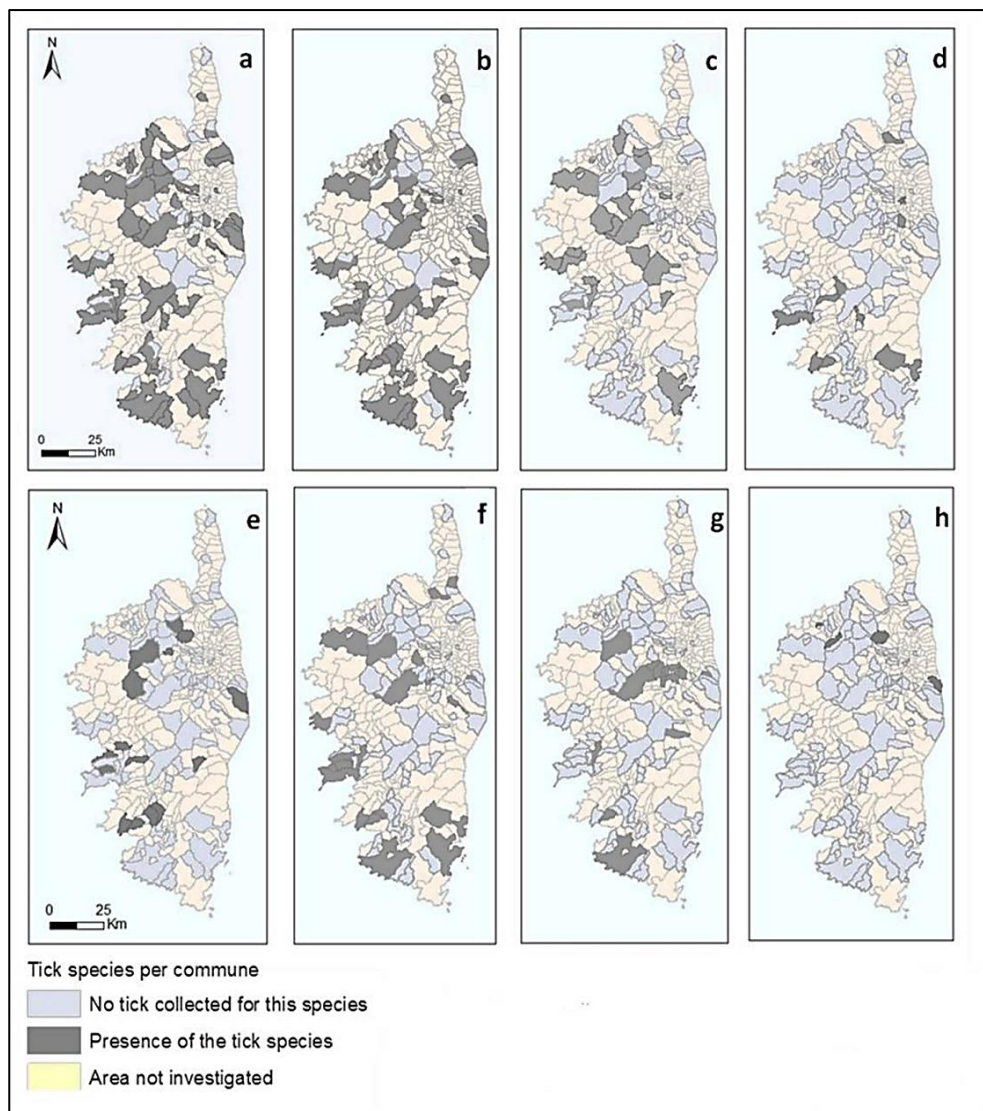 N
a
b
c
d
0 25
Km
N
e
f
g
h
0 25
Km
Tick species per commune
No tick collected for this species
Presence of the tick species
Area not investigated